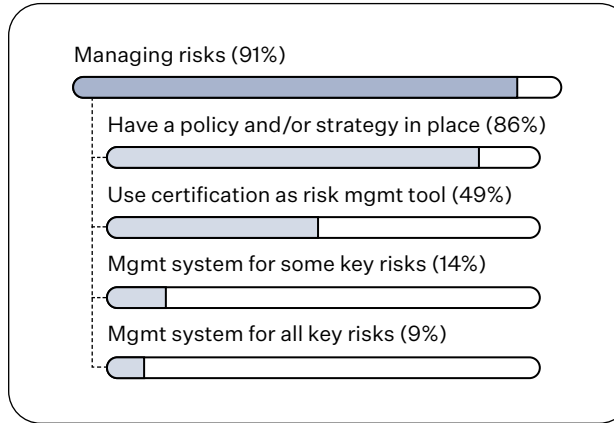 Managing risks (91%)
Have a policy and/or strategy in place (86%)
Use certification as risk mgmt tool (49%)
Mgmt system for some key risks (14%)
Mgmt system for all key risks (9%)